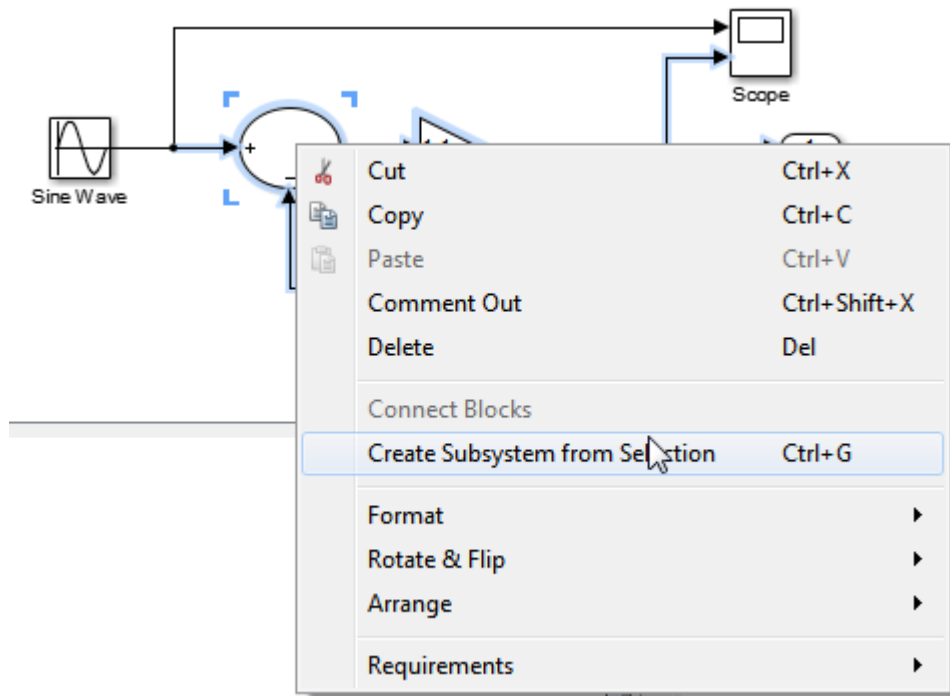 Scope
+
Sine Wave
Cut Ctrl+X
Copy Ctrl+C
Paste Ctrl+V
Comment Out Ctrl+Shift+X
Delete Del
Connect Blocks
Create Subsystem from Selection Ctrl+G
Format
Rotate & Flip
Arrange
Requirements